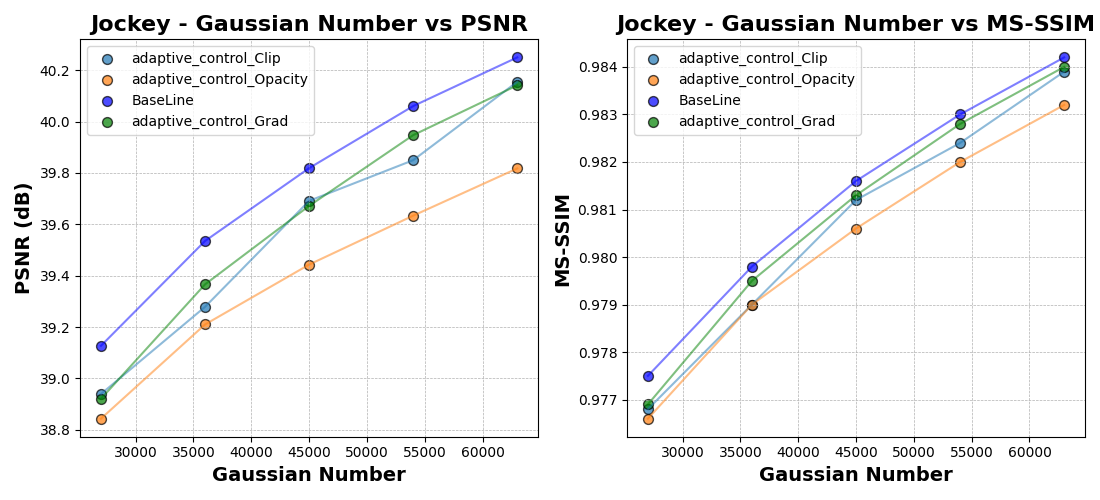 Jockey - Gaussian Number vs PSNR
adaptive_control_Clip
adaptive_control_Opacity
BaseLine
adaptive_control_Grad
PSNR (dB)
40.2
40.0
39.8
39.6
39.4
39.2
39.0
38.8
30000 35000 40000 45000 50000 55000 60000
Gaussian Number
Jockey - Gaussian Number vs MS-SSIM
adaptive_control_Clip
adaptive_control_Opacity
BaseLine
adaptive_control_Grad
MS-SSIM
0.984
0.983
0.982
0.981
0.980
0.979
0.978
0.977
30000 35000 40000 45000 50000 55000 60000
Gaussian Number